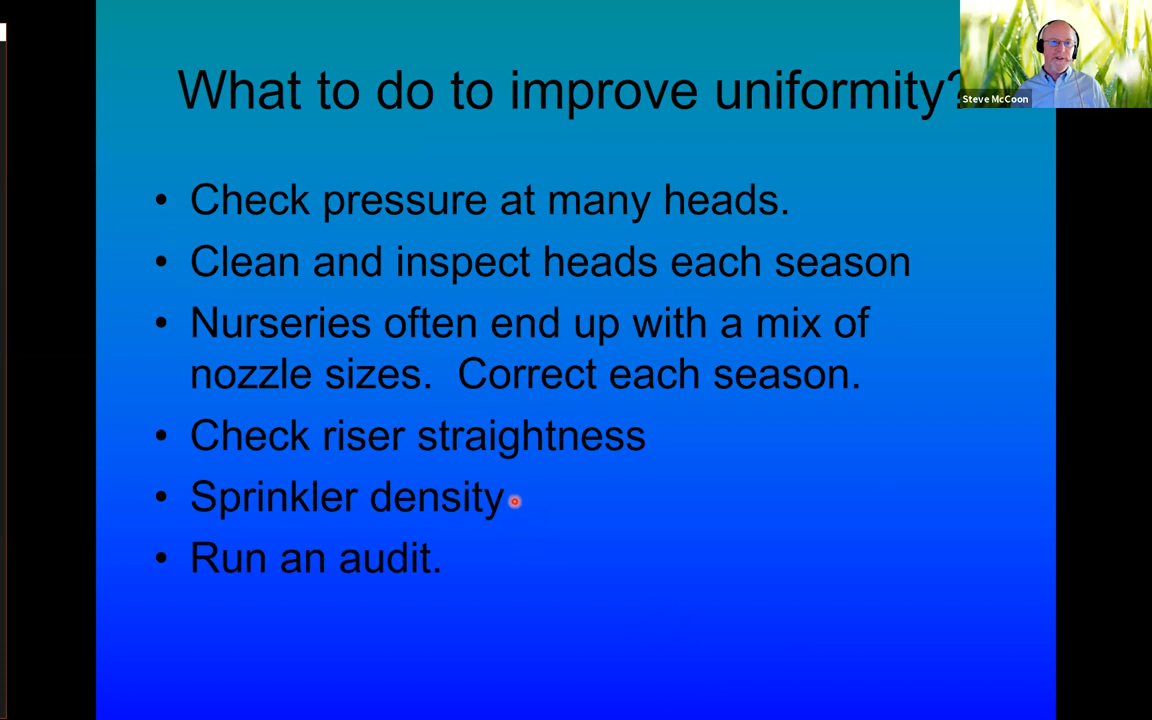 What to do to improve uniformity?
Steve McCoon
• Check pressure at many heads.
• Clean and inspect heads each season
• Nurseries often end up with a mix of
nozzle sizes.  Correct each season.
• Check riser straightness
• Sprinkler density
• Run an audit.